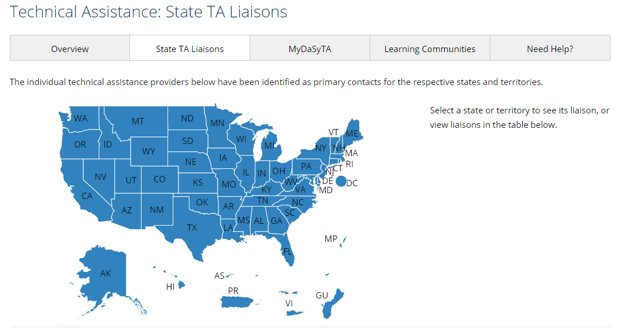 Technical Assistance: State TA Liaisons
Overview
State TA Liaisons
MyDaSyTA
Learning Communities
Need Help?
The individual technical assistance providers below have been identified as primary contacts for the respective states and territories.
Select a state or territory to see its liaison, or
view liaisons in the table below.
WA
MT
ND
MN
OR
ID
WY
SD
WI
MI
VT
ME
NY
NH
MA
RI
CT
NV
UT
CO
NE
IA
IL
IN
OH
PA
NJ
DE
DC
MD
CA
KS
MO
KY
WV
VA
AZ
NM
OK
AR
TN
NC
SC
TX
LA
MS
AL
GA
FL
MP
AK
HI
AS
PR
VI
GU